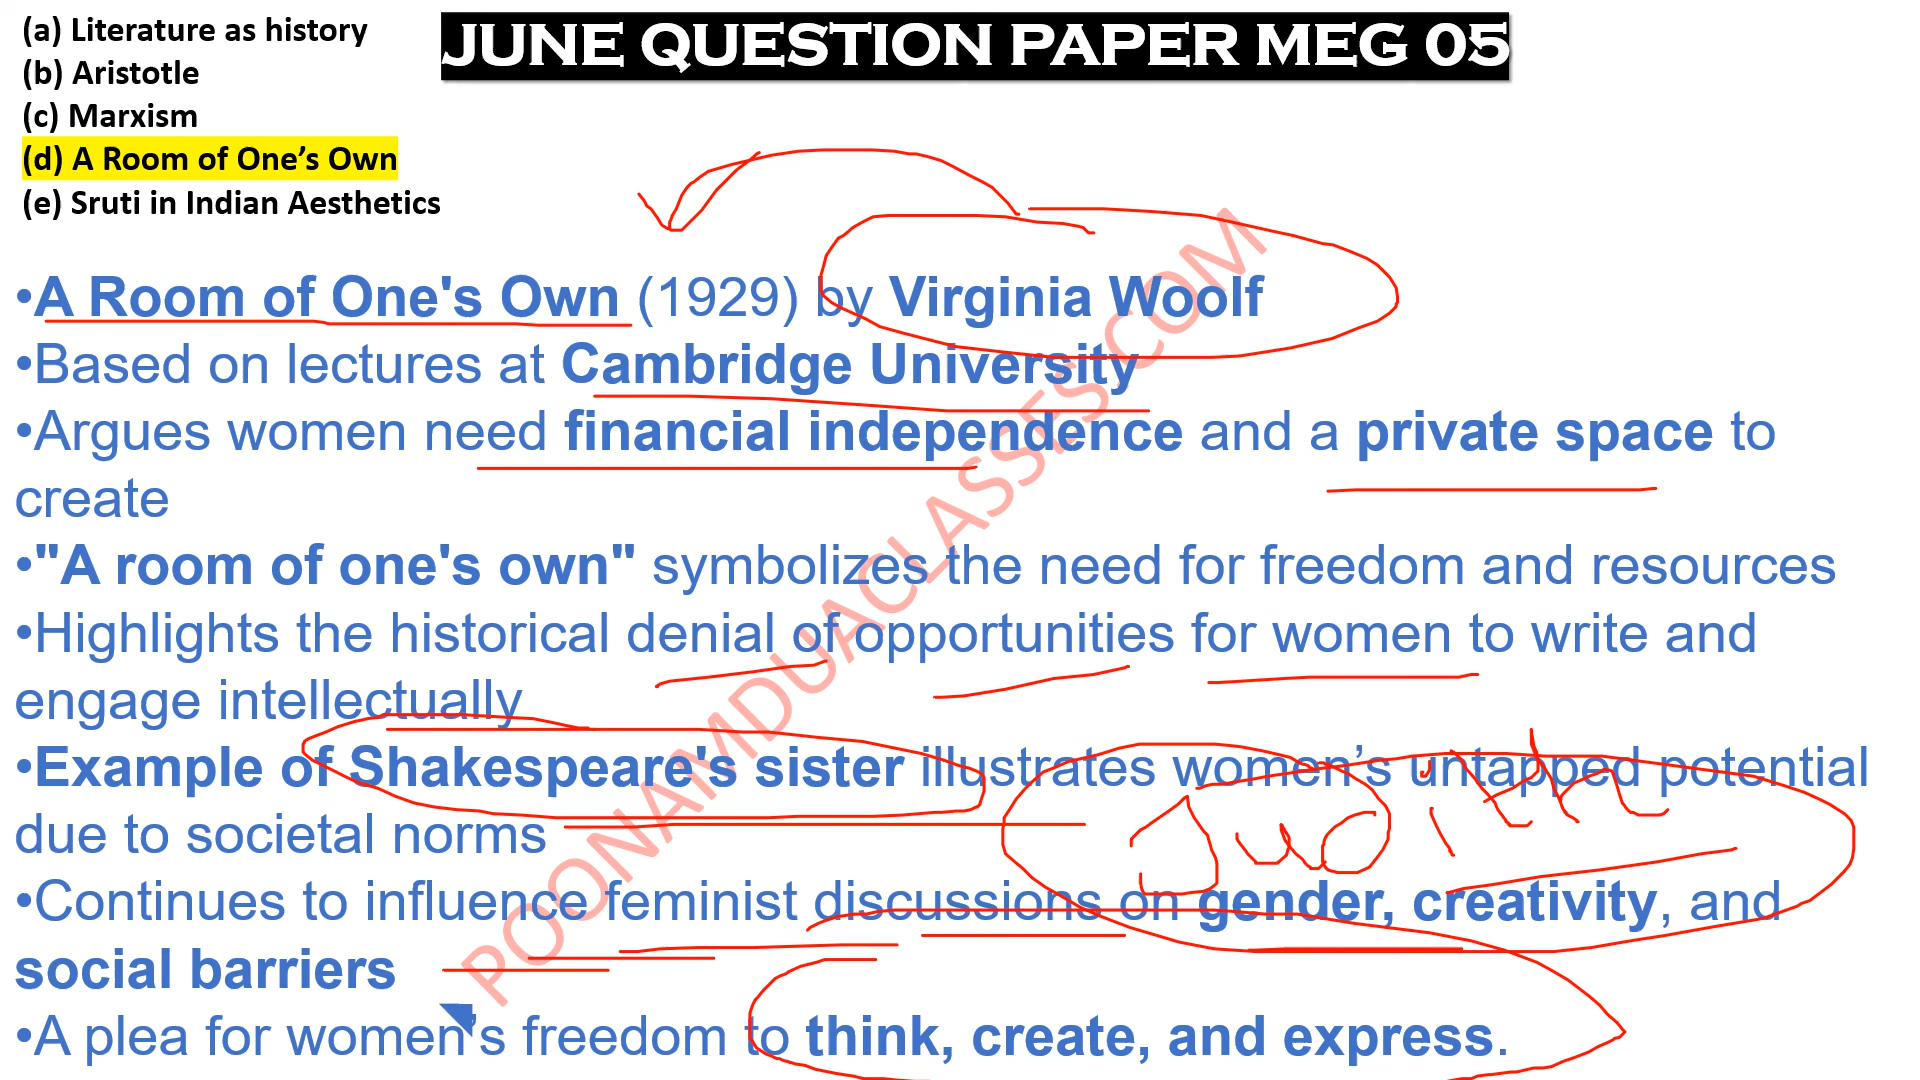 (a) Literature as history
(b) Aristotle
(c) Marxism
(d) A Room of One’s Own
(e) Sruti in Indian Aesthetics
JUNE QUESTION PAPER MEG 05
•A Room of One's Own (1929) by Virginia Woolf
•Based on lectures at Cambridge University
•Argues women need financial independence and a private space to
create
•"A room of one's own" symbolizes the need for freedom and resources
•Highlights the historical denial of opportunities for women to write and
engage intellectually
•Example of Shakespeare's sister illustrates women’s untapped potential
due to societal norms
Judith
•Continues to influence feminist discussions on gender, creativity, and
social barriers
•A plea for women’s freedom to think, create, and express.
POONAMDUACLASSES.COM